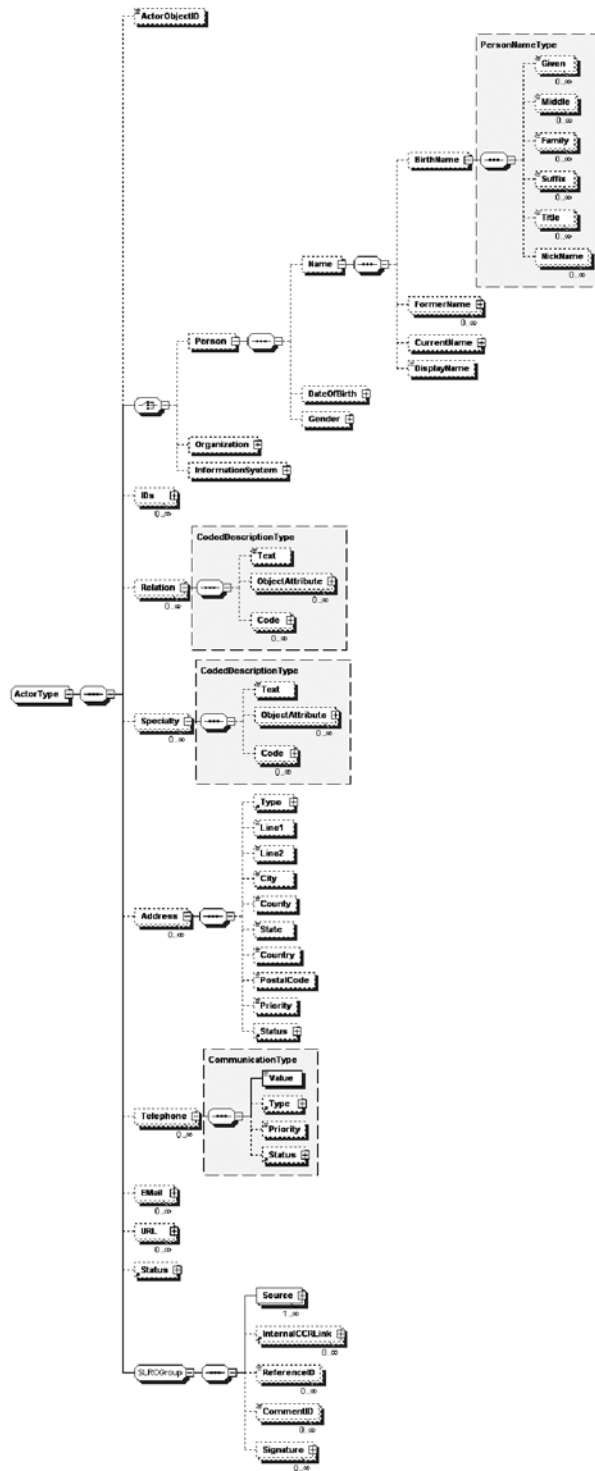 ActorObjectID
PersonNameType
Given
0..∞
Middle
0..∞
BirthName
Family
0..∞
Suffix
0..∞
Title
0..∞
NickName
0..∞
Name
FormerName
0..∞
Person
CurrentName
DisplayName
DateOfBirth
Gender
Organization
InformationSystem
IDs
0..∞
CodedDescriptionType
Text
Relation
0..∞
ObjectAttribute
0..∞
Code
0..∞
ActorType
CodedDescriptionType
Text
Specialty
0..∞
ObjectAttribute
0..∞
Code
0..∞
Type
Line1
Line2
City
County
Address
0..∞
State
Country
PostalCode
Priority
Status
CommunicationType
Value
Telephone
0..∞
Type
Priority
Status
EMail
0..∞
URL
0..∞
Status
Source
1..∞
InternalCCRLink
0..∞
SLRCGroup
ReferenceID
0..∞
CommentID
0..∞
Signature
0..∞